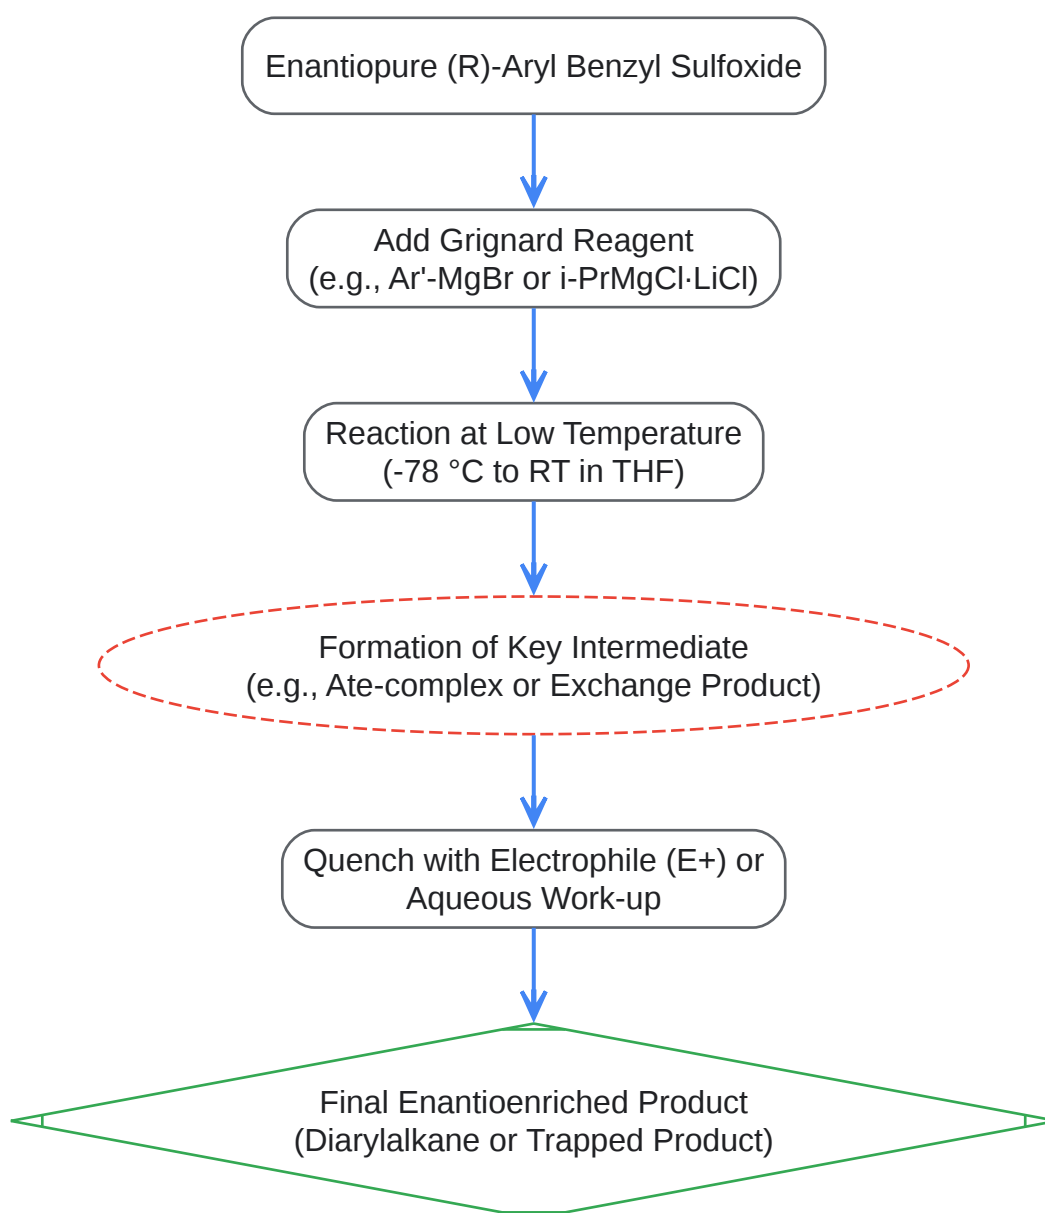 Enantiopure (R)-Aryl Benzyl Sulfoxide
Add Grignard Reagent
(e.g., Ar'-MgBr or i-PrMgCl·LiCl)
Reaction at Low Temperature
(-78 °C to RT in THF)
Formation of Key Intermediate
(e.g., Ate-complex or Exchange Product)
Quench with Electrophile (E+) or
Aqueous Work-up
Final Enantioenriched Product
(Diarylalkane or Trapped Product)